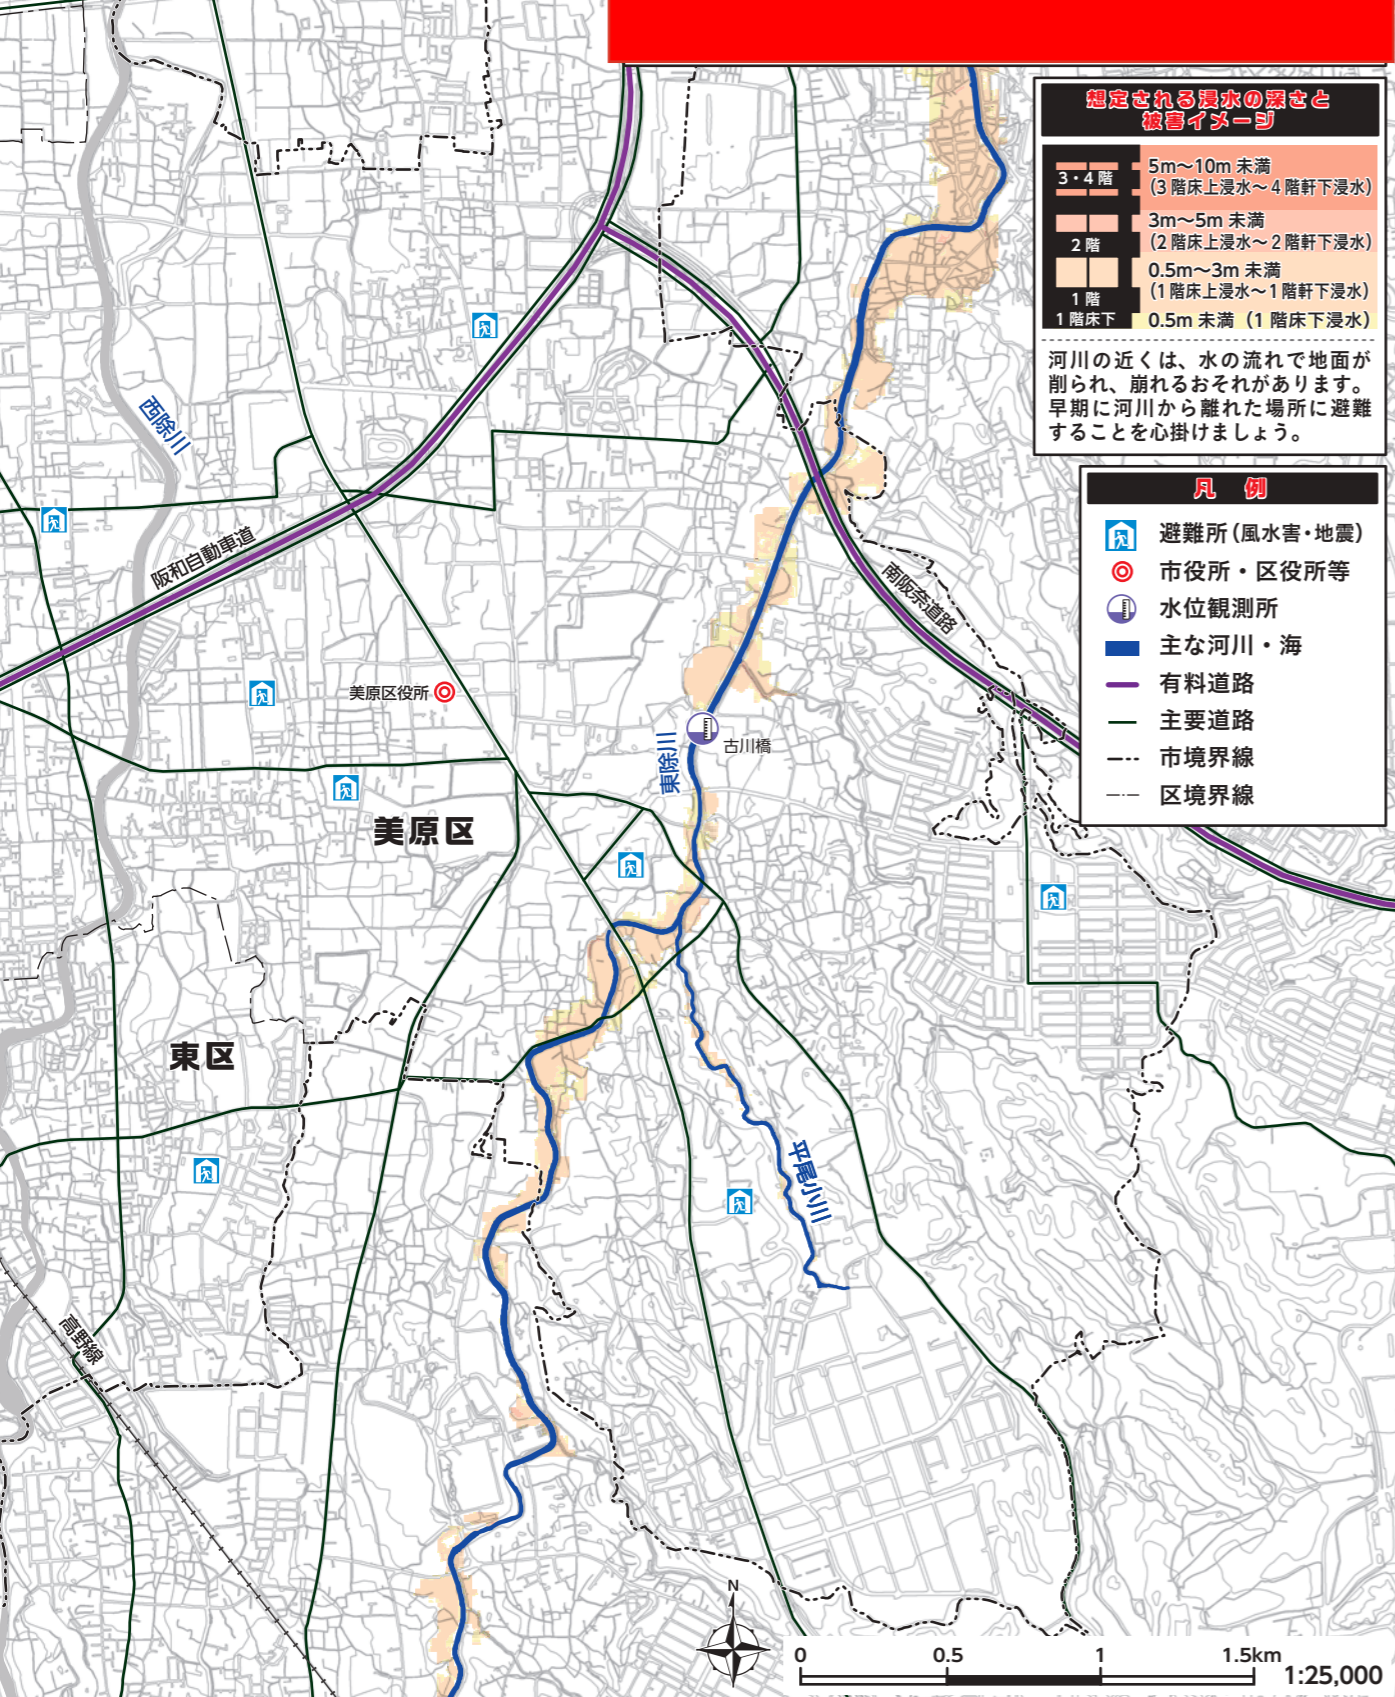 想定される浸水の深さと
被害イメージ
3・4階
5m〜10m 未満
(3階床上浸水〜4階軒下浸水)
2階
3m〜5m 未満
(2階床上浸水〜2階軒下浸水)
1階
0.5m〜3m 未満
(1階床上浸水〜1階軒下浸水)
1階床下
0.5m 未満 (1階床下浸水)
河川の近くは、水の流れで地面が
削られ、崩れるおそれがあります。
早期に河川から離れた場所に避難
することを心掛けましょう。
凡 例
避難所(風水害・地震)
市役所・区役所等
水位観測所
主な河川・海
有料道路
主要道路
市境界線
区境界線
西除川
阪和自動車道
南阪奈道路
美原区役所
東除川
古川橋
美原区
東区
平尾小川
高野線
N
0 0.5 1 1.5km
1:25,000